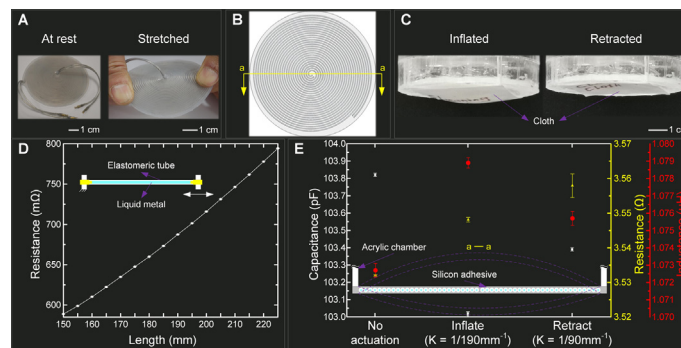 A
At rest
Stretched
1 cm
1 cm
B
a
a
C
Inflated
Retracted
Cloth
1 cm
D
800
750
700
650
600
Resistance (mΩ)
Elastomeric tube
Liquid metal
150 160 170 180 190 200 210 220
Length (mm)
E
104.0
103.9
103.8
103.7
103.6
103.5
103.4
103.3
103.2
103.1
103.0
Capacitance (pF)
a — a
Acrylic chamber
Silicon adhesive
No
actuation
Inflate
(K = 1/190mm⁻¹)
Retract
(K = 1/90mm⁻¹)
3.57
3.56
3.55
3.54
3.53
3.52
Resistance (Ω)
1.080
1.079
1.078
1.077
1.076
1.075
1.074
1.073
1.072
1.071
1.070